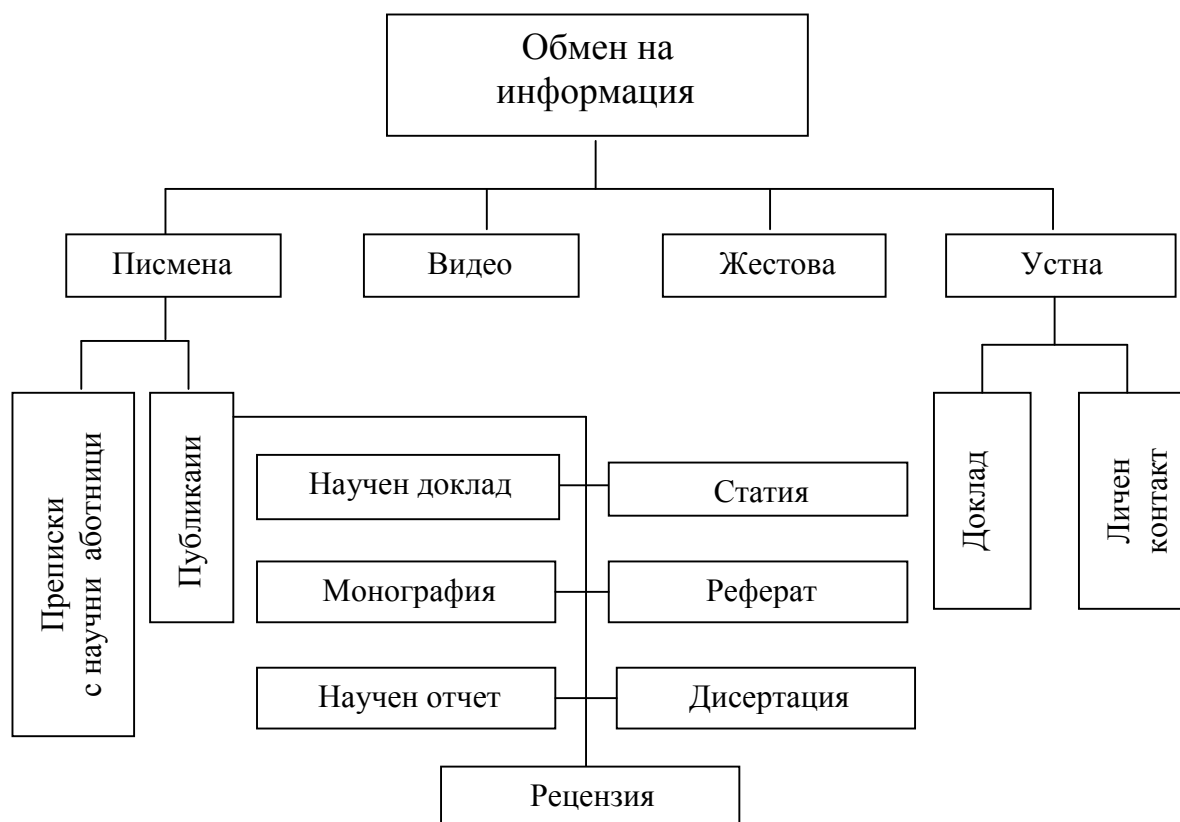 Обмен на
информация
Писмена
Видео
Жестова
Устна
Преписки
с научни аботници
Публикаии
Научен доклад
Статия
Монография
Реферат
Научен отчет
Дисертация
Рецензия
Доклад
Личен
контакт